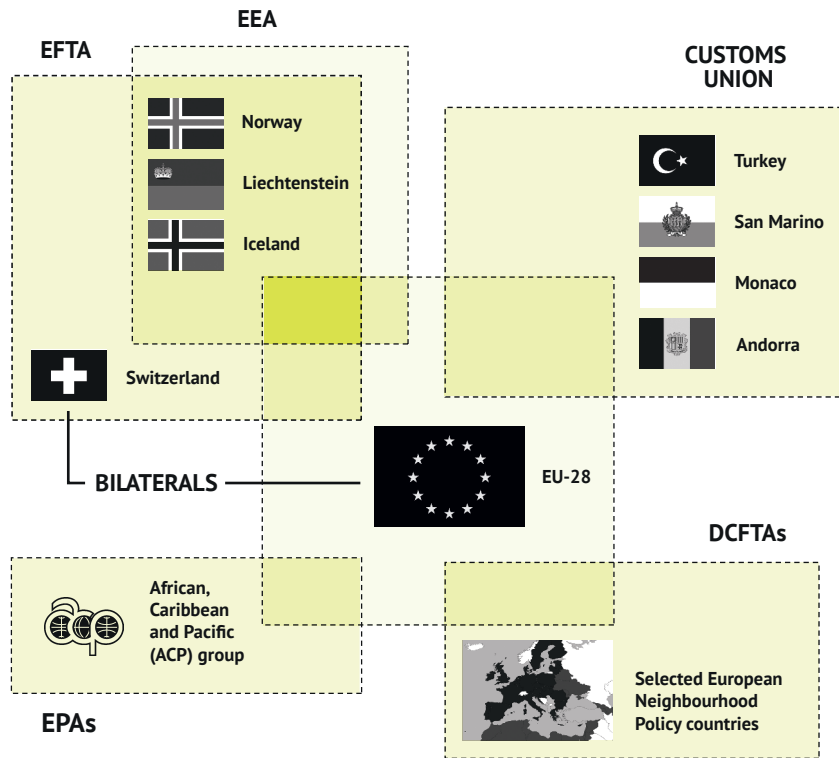 EEA
EFTA
CUSTOMS
UNION
Norway
Liechtenstein
Iceland
Turkey
San Marino
Monaco
Andorra
Switzerland
BILATERALS
EU-28
DCFTAs
African,
Caribbean
and Pacific
(ACP) group
acp
EPAs
Selected European
Neighbourhood
Policy countries